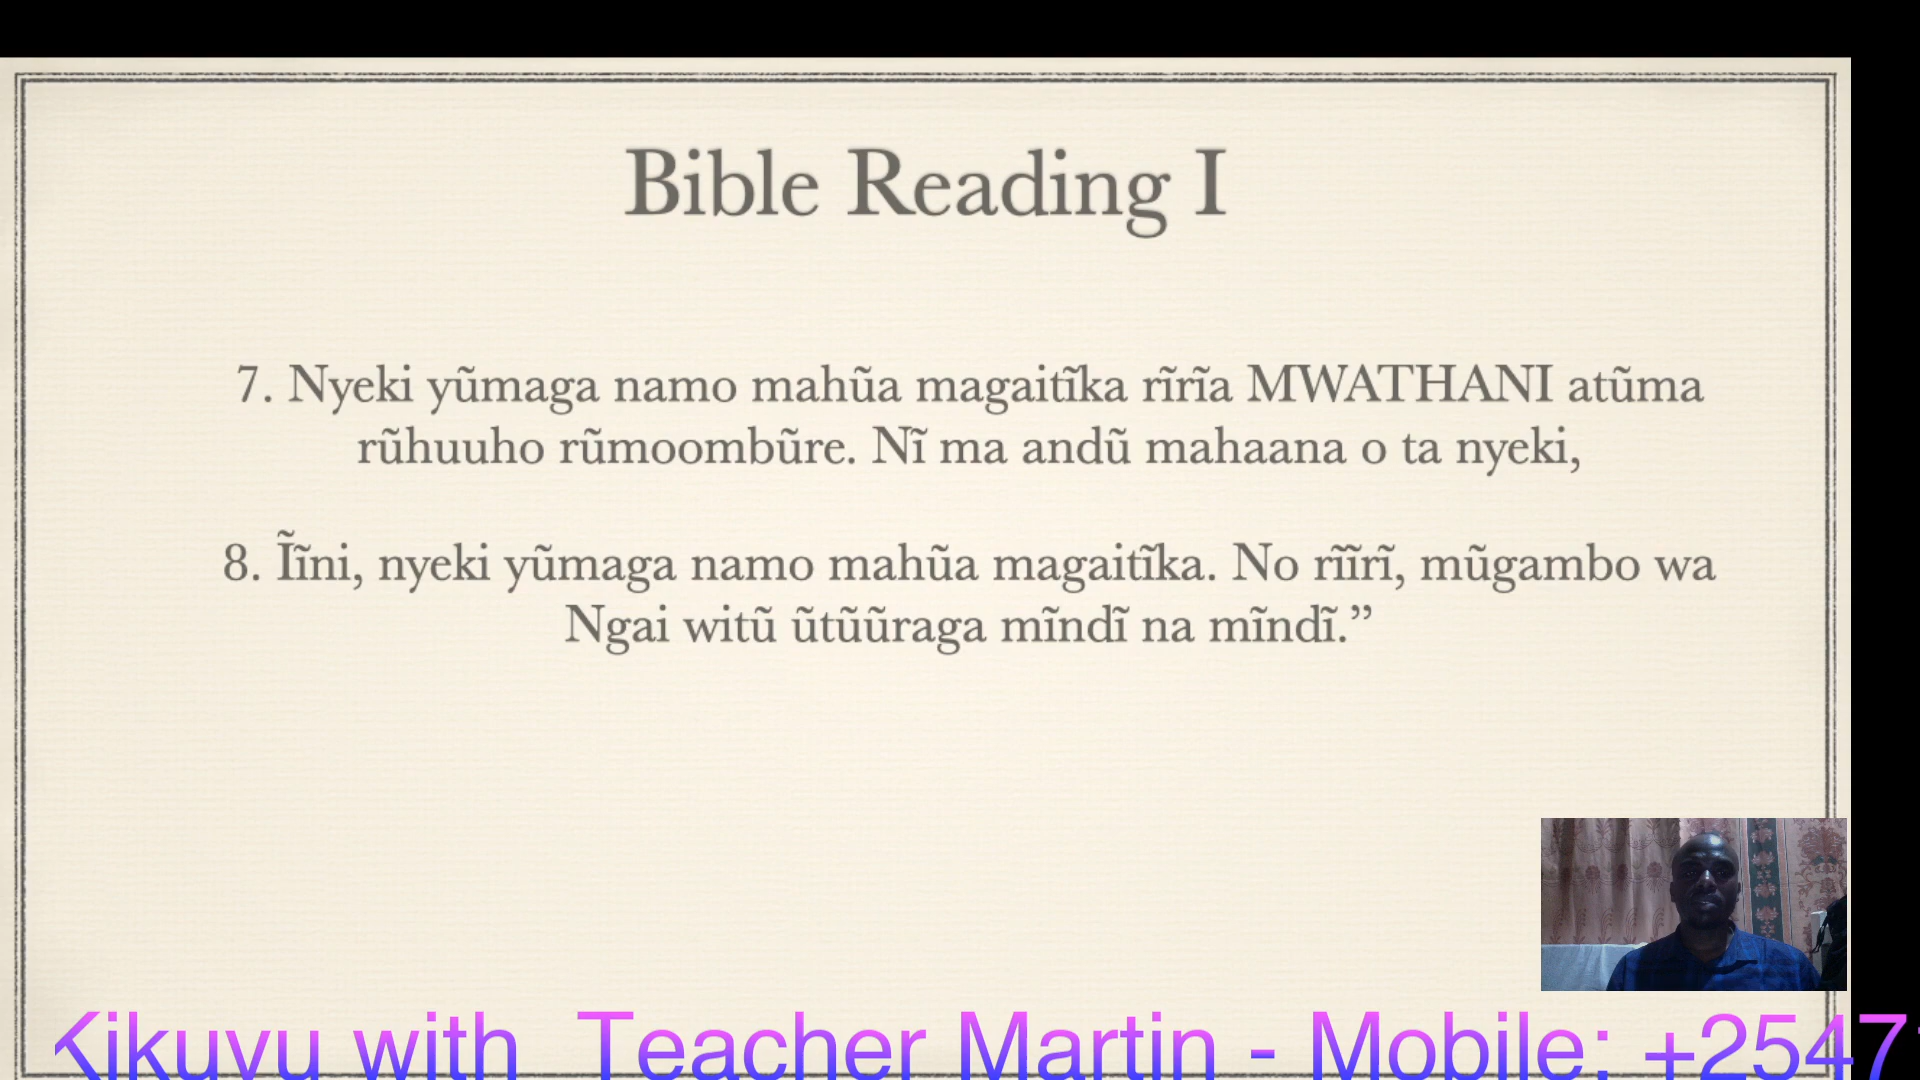 Bible Reading I
7. Nyeki yũmaga namo mahũa magaitĩka rĩrĩa MWATHANI atũma
rũhuuho rũmoombũre. Nĩ ma andũ mahaana o ta nyeki,
8. Ĩĩni, nyeki yũmaga namo mahũa magaitĩka. No rĩĩrĩ, mũgambo wa
Ngai witũ ũtũũraga mĩndĩ na mĩndĩ.”
Kikuyu with Teacher Martin - Mobile: +2547